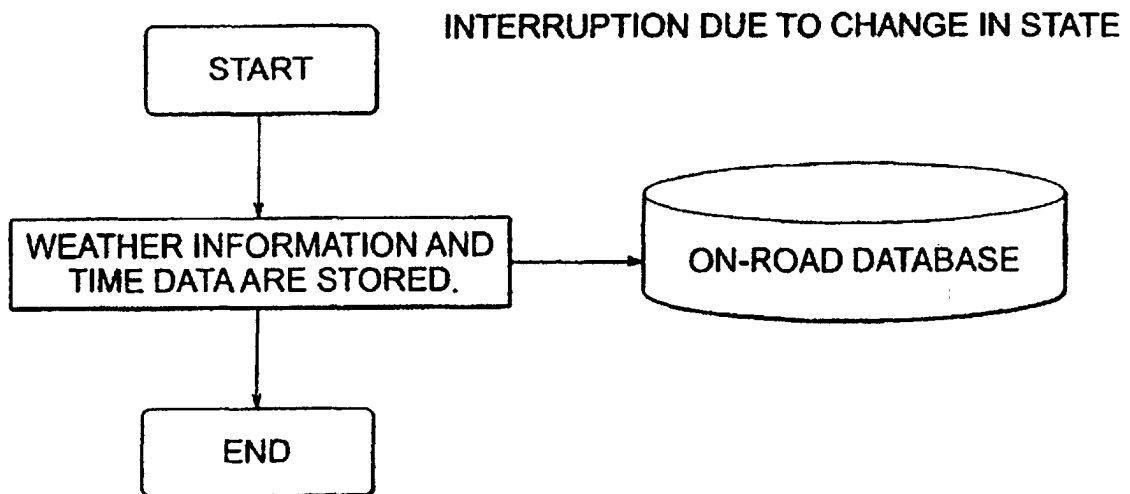 INTERRUPTION DUE TO CHANGE IN STATE
START
WEATHER INFORMATION AND
TIME DATA ARE STORED.
ON-ROAD DATABASE
END